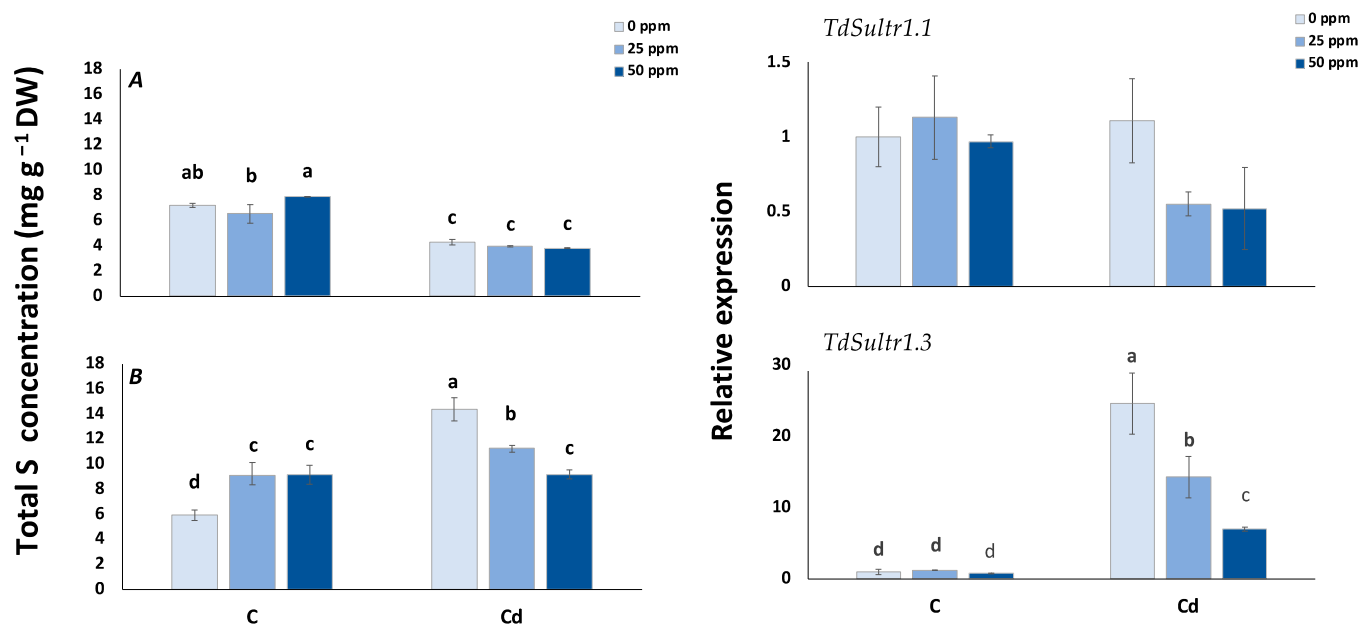 Total S concentration (mg g⁻¹ DW)
0 ppm
25 ppm
50 ppm
A
18
16
14
12
10
8
6
4
2
0
ab
b
a
c
c
c
B
18
16
14
12
10
8
6
4
2
0
d
c
c
a
b
c
C
Cd
Relative expression
TdSultr1.1
0 ppm
25 ppm
50 ppm
1.5
1
0.5
0
TdSultr1.3
30
20
10
0
d
d
d
a
b
c
C
Cd